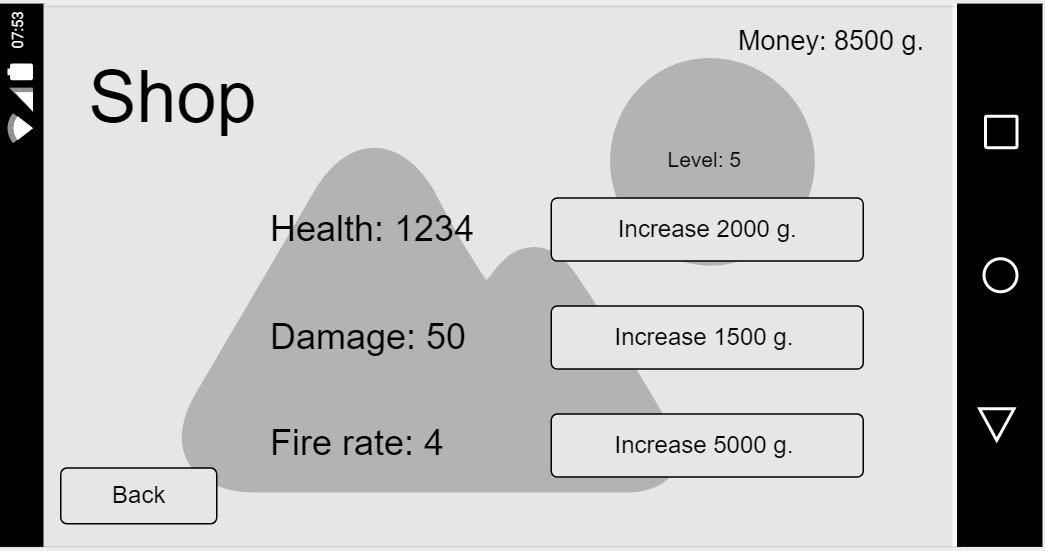 07:53
Money: 8500 g.
Shop
Level: 5
Health: 1234
Increase 2000 g.
Damage: 50
Increase 1500 g.
Fire rate: 4
Increase 5000 g.
Back